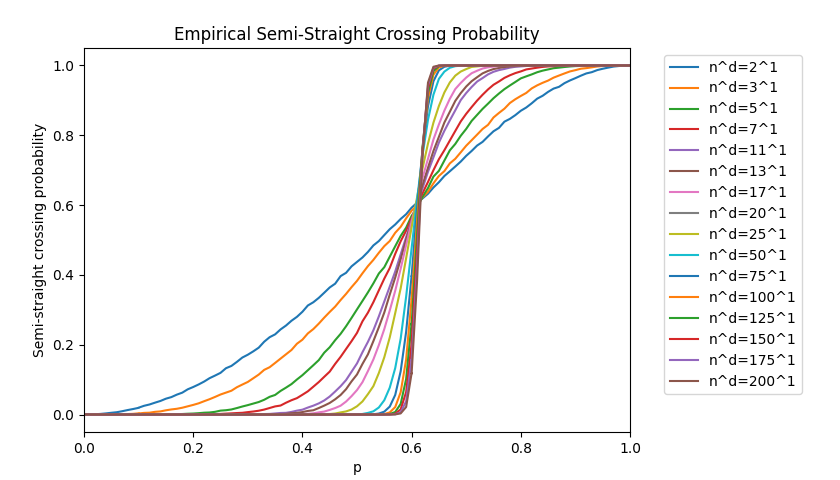 Empirical Semi-Straight Crossing Probability
Semi-straight crossing probability
1.0
0.8
0.6
0.4
0.2
0.0
0.0 0.2 0.4 0.6 0.8 1.0
p
n^d=2^1
n^d=3^1
n^d=5^1
n^d=7^1
n^d=11^1
n^d=13^1
n^d=17^1
n^d=20^1
n^d=25^1
n^d=50^1
n^d=75^1
n^d=100^1
n^d=125^1
n^d=150^1
n^d=175^1
n^d=200^1